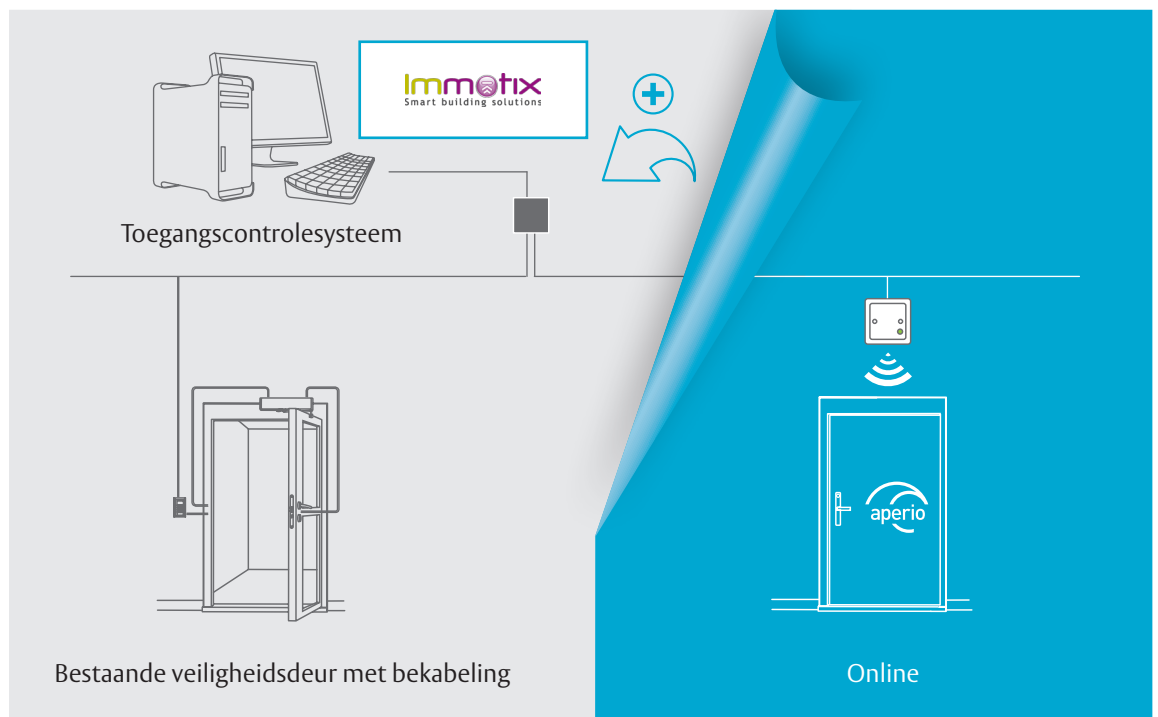 Immotix
Smart building solutions
Toegangscontrolesysteem
aperio
Bestaande veiligheidsdeur met bekabeling
Online